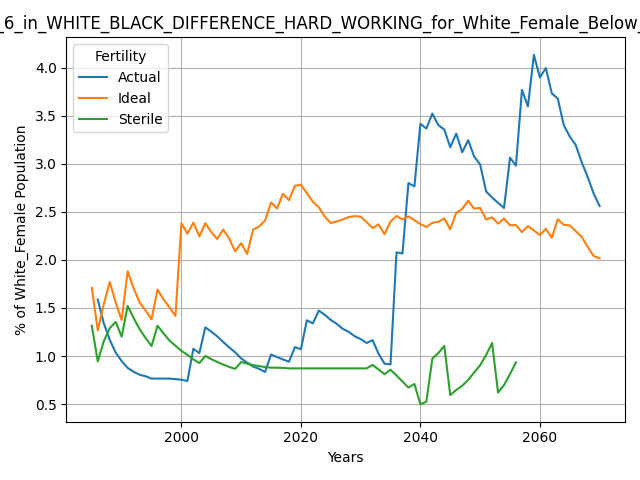 _6_in_WHITE_BLACK_DIFFERENCE_HARD_WORKING_for_White_Female_Below_
Fertility
Actual
Ideal
Sterile
% of White_Female Population
4.0
3.5
3.0
2.5
2.0
1.5
1.0
0.5
2000
2020
2040
2060
Years